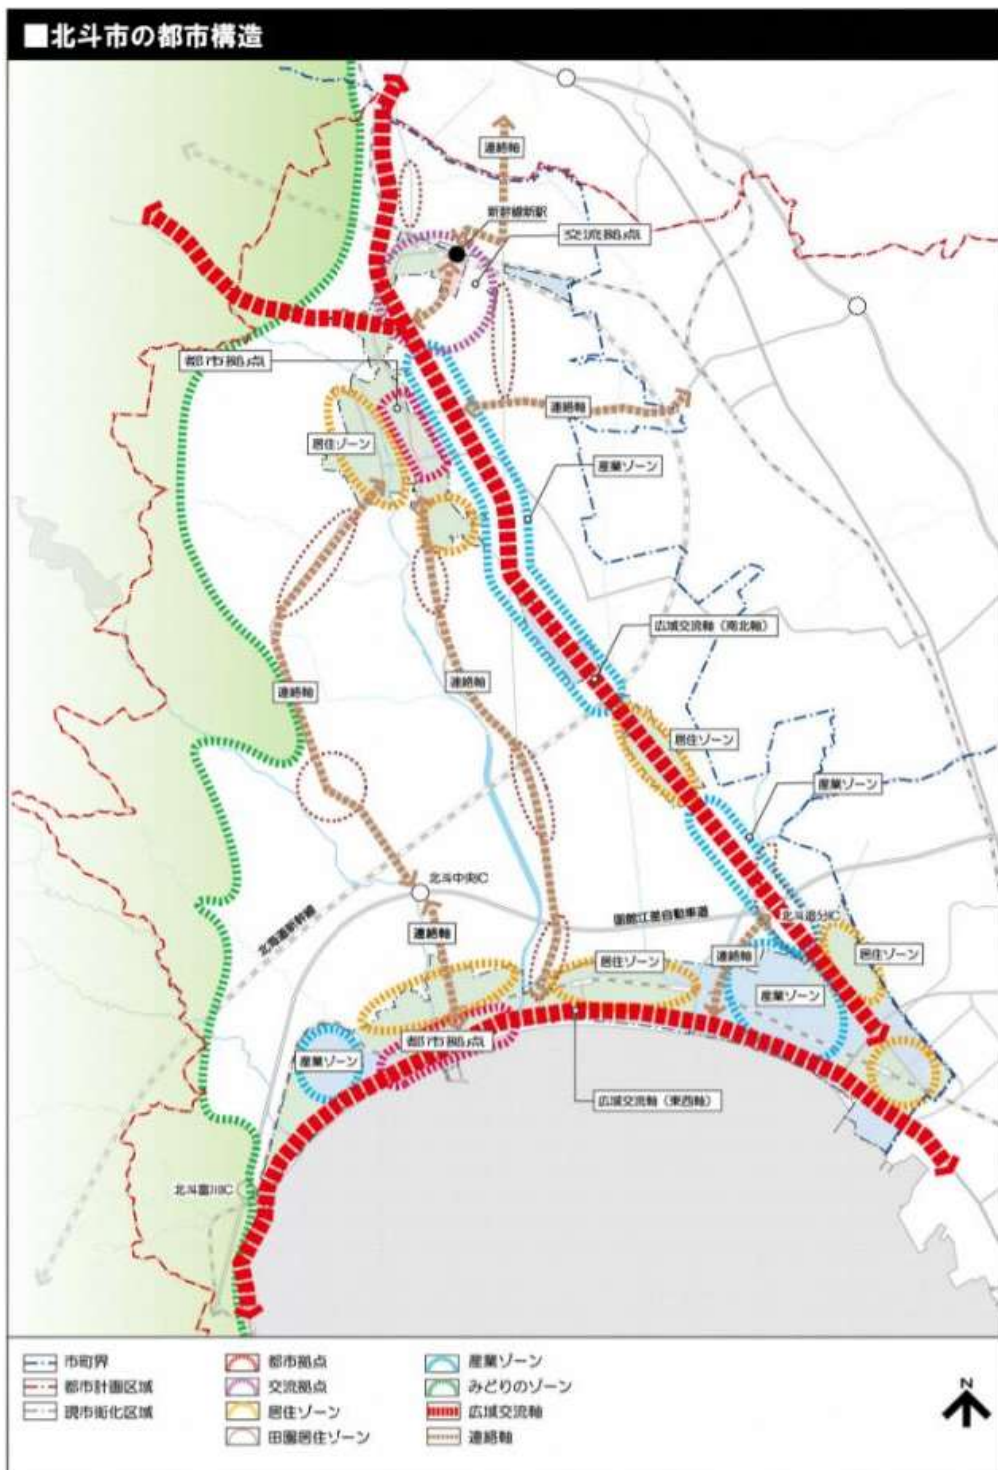 ■北斗市の都市構造
連絡軸
新幹線新駅
交流拠点
都市拠点
連絡軸
居住ゾーン
産業ゾーン
広域交流軸（南北軸）
連絡軸
連絡軸
居住ゾーン
産業ゾーン
北斗中央IC
北海道新幹線
函館江差自動車道
北斗追分IC
連絡軸
連絡軸
居住ゾーン
居住ゾーン
産業ゾーン
都市拠点
産業ゾーン
広域交流軸（東西軸）
北斗富川IC
市町界
都市計画区域
現市街化区域
都市拠点
交流拠点
居住ゾーン
田園居住ゾーン
産業ゾーン
みどりのゾーン
広域交流軸
連絡軸
N